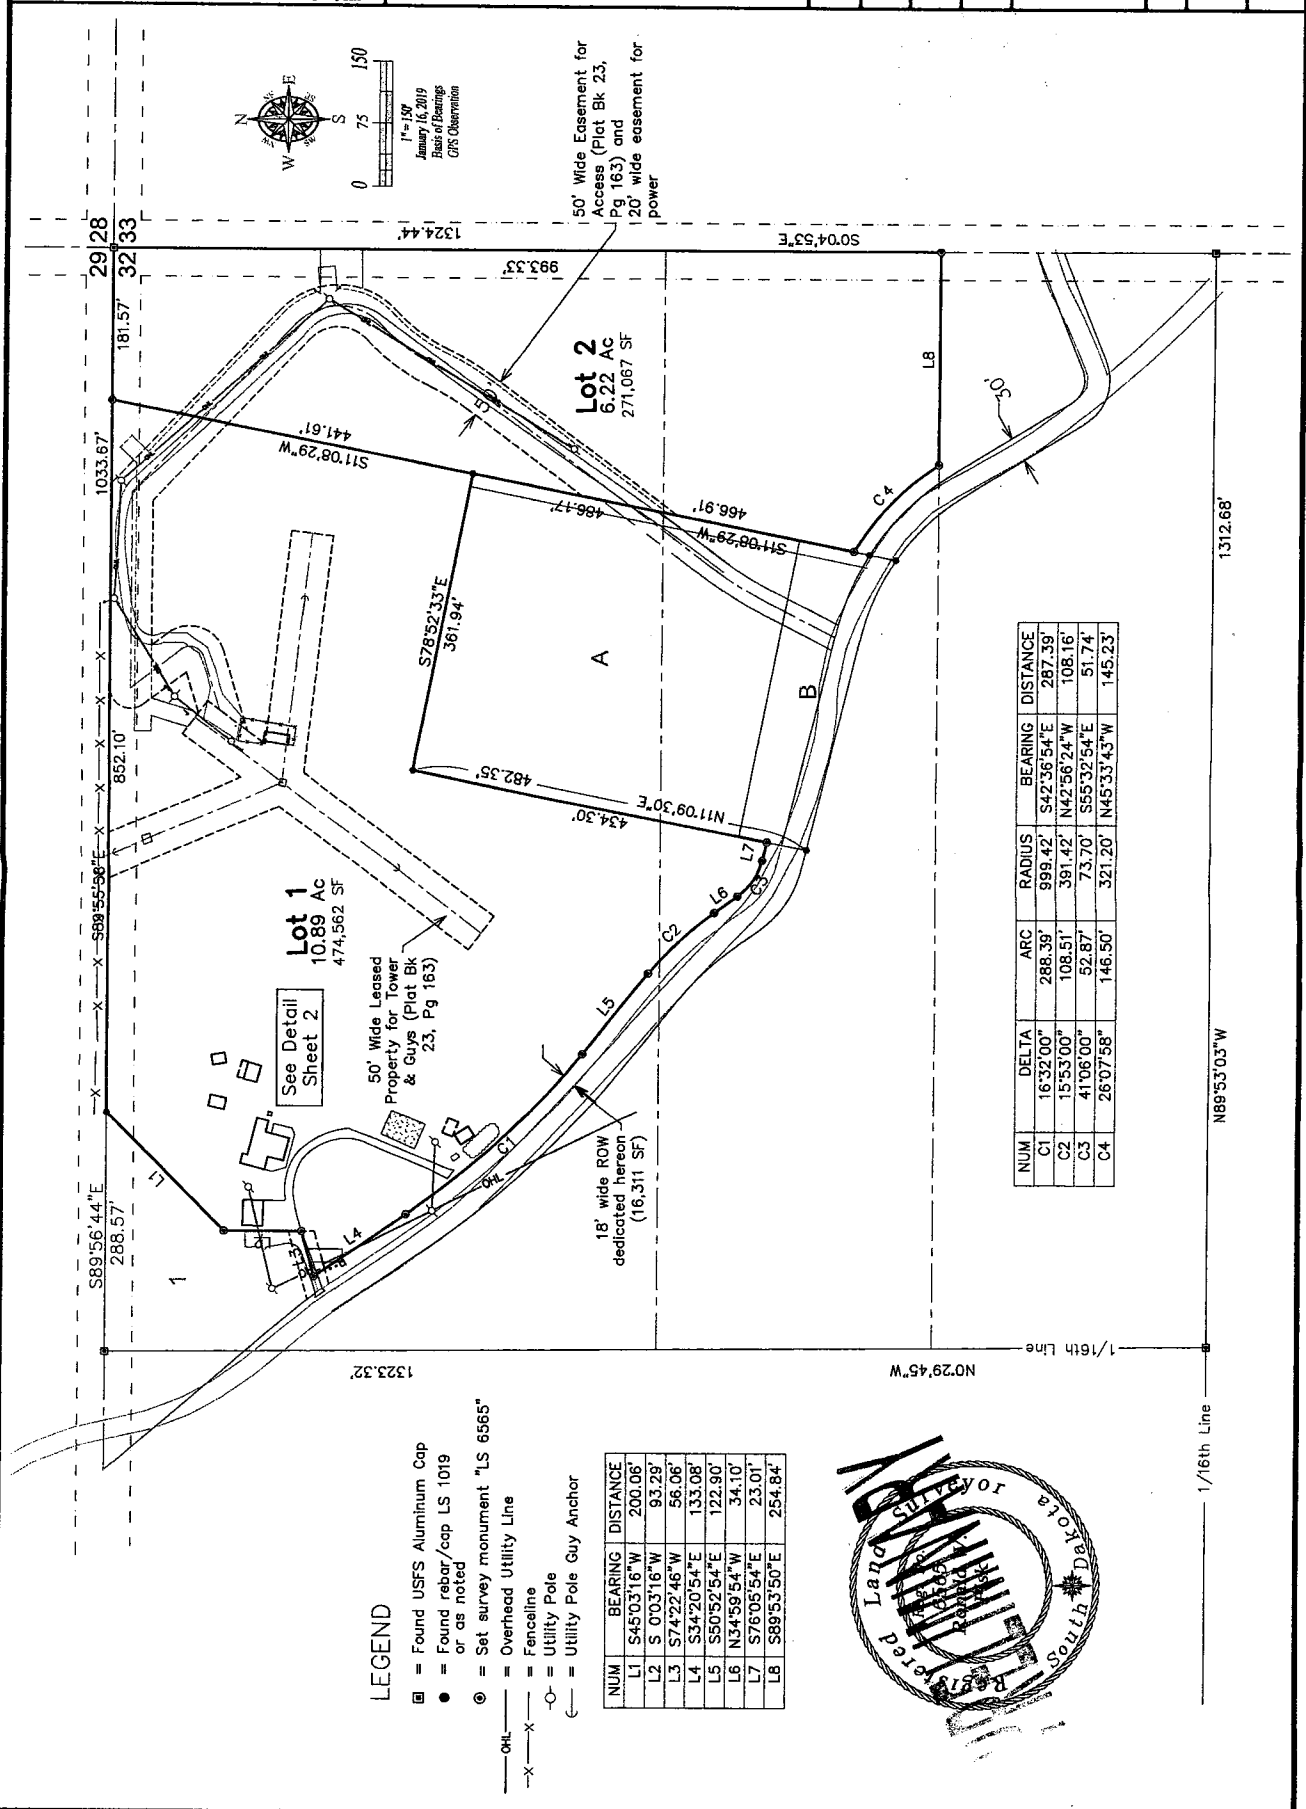 N
E
S
W
0
75
150
1"=150'
January 16, 2019
Basis of Bearings
GPS Observation
29
28
32
33
S89°56'44"E
288.57'
S89°55'58"E
852.10'
1033.67'
181.57'
1324.44'
993.33'
S0°04'53"E
50' Wide Easement for
Access (Plat Bk 23,
Pg 163) and
20' wide easement for
power
Lot 2
6.22 Ac
271,067 SF
S11°08'29"W
441.61'
S78°52'33"E
361.94'
486.17'
466.91'
S11°08'29"W
A
B
482.35'
434.30'
N11°09'30"E
Lot 1
10.89 Ac
474,562 SF
See Detail
Sheet 2
50' Wide Leased
Property for Tower
& Guys (Plat Bk
23, Pg 163)
18' wide ROW
dedicated hereon
(16,311 SF)
OHL
1
L1
L3
L4
C1
L5
C2
L6
C3
L7
C4
L8
30'
1323.32'
N0°29'45"W
1/16th Line
1/16th Line
N89°53'03"W
1312.68'
NUM DELTA ARC RADIUS BEARING DISTANCE
C1 16°32'00" 288.39' 999.42' S42°36'54"E 287.39'
C2 15°53'00" 108.51' 391.42' N42°56'24"W 108.16'
C3 41°06'00" 52.87' 73.70' S55°32'54"E 51.74'
C4 26°07'58" 146.50' 321.20' N45°33'43"W 145.23'
LEGEND
= Found USFS Aluminum Cap
= Found rebar/cap LS 1019
or as noted
= Set survey monument "LS 6565"
OHL = Overhead Utility Line
X X = Fenceline
= Utility Pole
= Utility Pole Guy Anchor
NUM BEARING DISTANCE
L1 S45°03'16"W 200.06'
L2 S 0°03'16"W 93.29'
L3 S74°22'46"W 56.06'
L4 S34°20'54"E 133.08'
L5 S50°52'54"E 122.90'
L6 N34°59'54"W 34.10'
L7 S76°05'54"E 23.01'
L8 S89°53'50"E 254.84'
Registered Land Surveyor
South Dakota